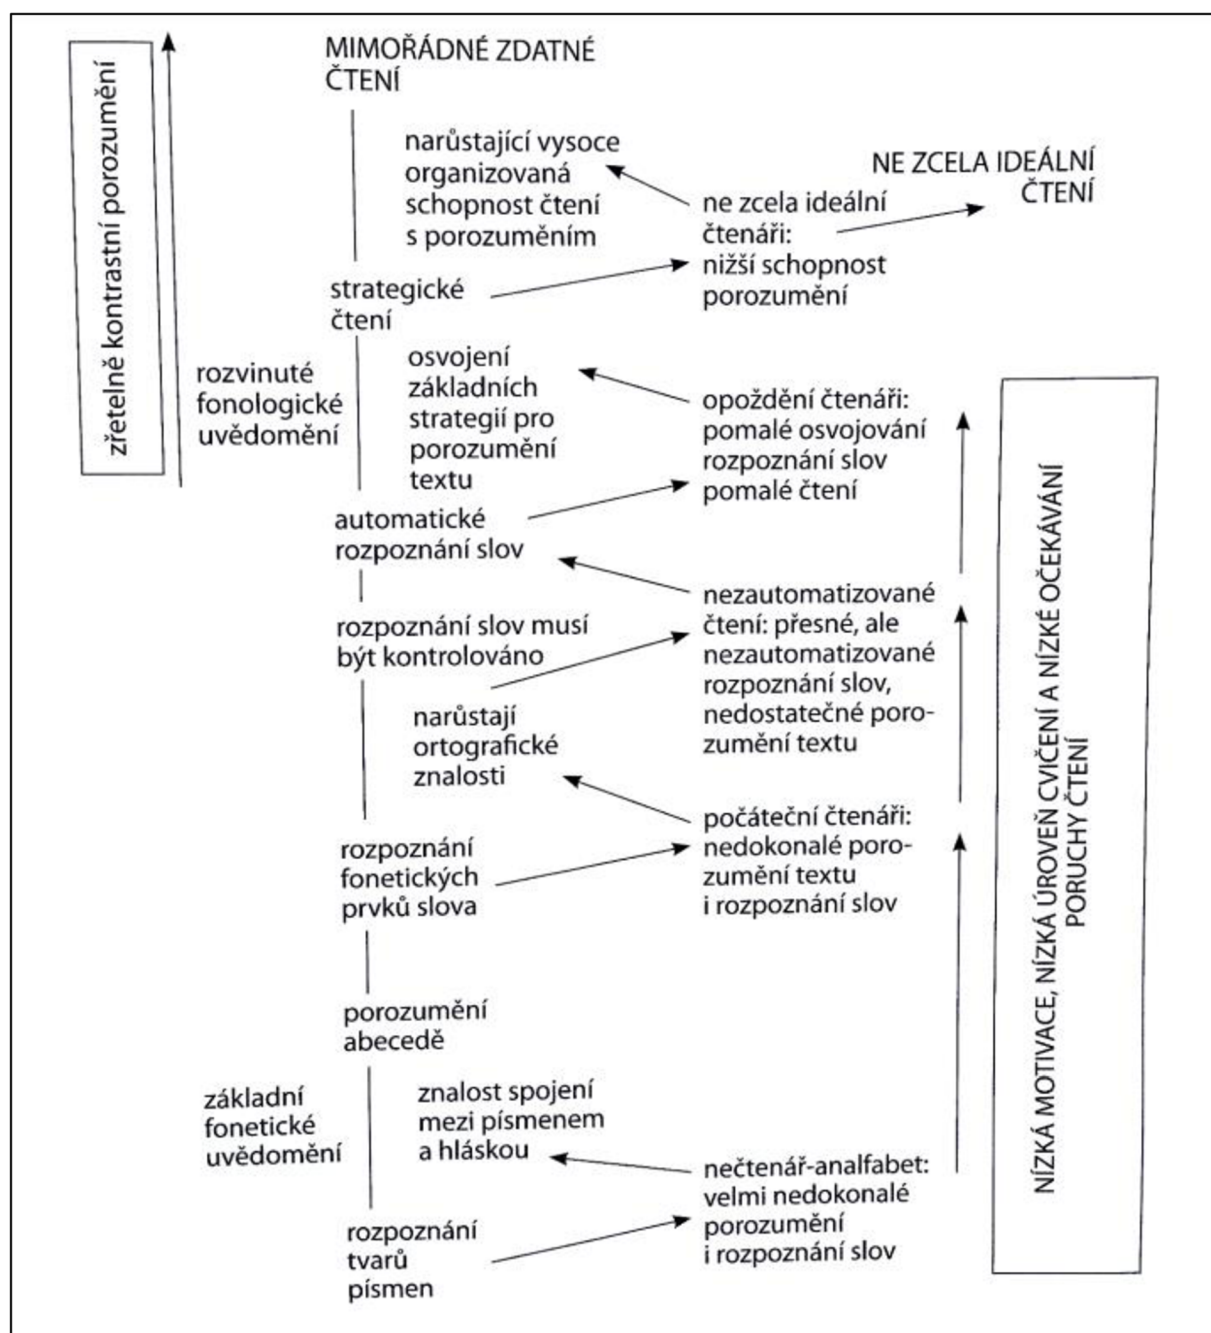 zřetelně kontrastní porozumění
MIMOŘÁDNÉ ZDATNÉ
ČTENÍ
narůstající vysoce
organizovaná
schopnost čtení
s porozuměním
NE ZCELA IDEÁLNÍ
ČTENÍ
ne zcela ideální
čtenáři:
nižší schopnost
porozumění
strategické
čtení
rozvinuté
fonologické
uvědomění
osvojení
základních
strategií pro
porozumění
textu
opoždění čtenáři:
pomalé osvojování
rozpoznání slov
pomalé čtení
automatické
rozpoznání slov
nezautomatizované
čtení: přesné, ale
nezautomatizované
rozpoznání slov,
nedostatečné poro-
zumění textu
rozpoznání slov musí
být kontrolováno
narůstají
ortografické
znalosti
počáteční čtenáři:
nedokonalé poro-
zumění textu
i rozpoznání slov
rozpoznání
fonetických
prvků slova
porozumění
abecedě
základní
fonetické
uvědomění
znalost spojení
mezi písmenem
a hláskou
nečtenář-analfabet:
velmi nedokonalé
porozumění
i rozpoznání slov
rozpoznání
tvarů
písmen
NÍZKÁ MOTIVACE, NÍZKÁ ÚROVEŇ CVIČENÍ A NÍZKÉ OČEKÁVÁNÍ
PORUCHY ČTENÍ